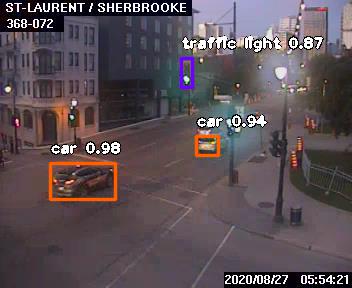 ST-LAURENT / SHERBROOKE
368-072
traffic light 0.87
car 0.94
car 0.98
2020/08/27 05:54:21